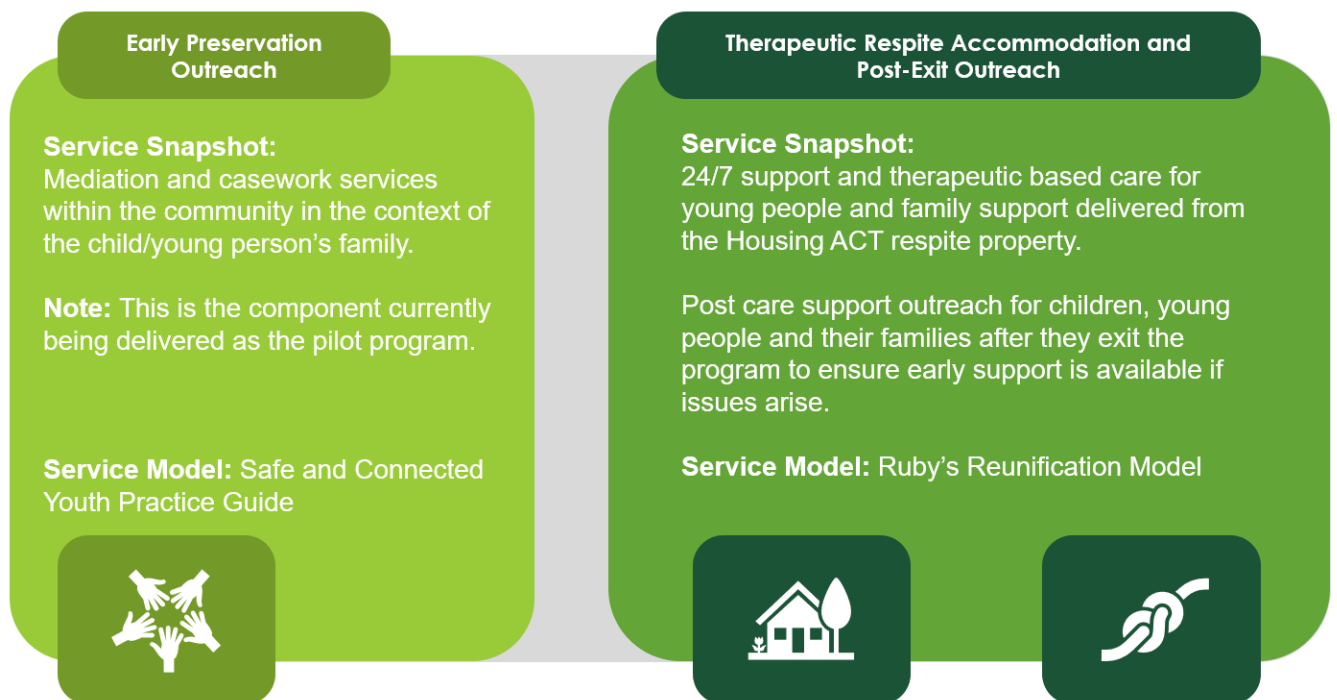 Early Preservation
Outreach
Service Snapshot:
Mediation and casework services
within the community in the context of
the child/young person’s family.
Note: This is the component currently
being delivered as the pilot program.
Service Model: Safe and Connected
Youth Practice Guide
Therapeutic Respite Accommodation and
Post-Exit Outreach
Service Snapshot:
24/7 support and therapeutic based care for
young people and family support delivered from
the Housing ACT respite property.
Post care support outreach for children, young
people and their families after they exit the
program to ensure early support is available if
issues arise.
Service Model: Ruby’s Reunification Model